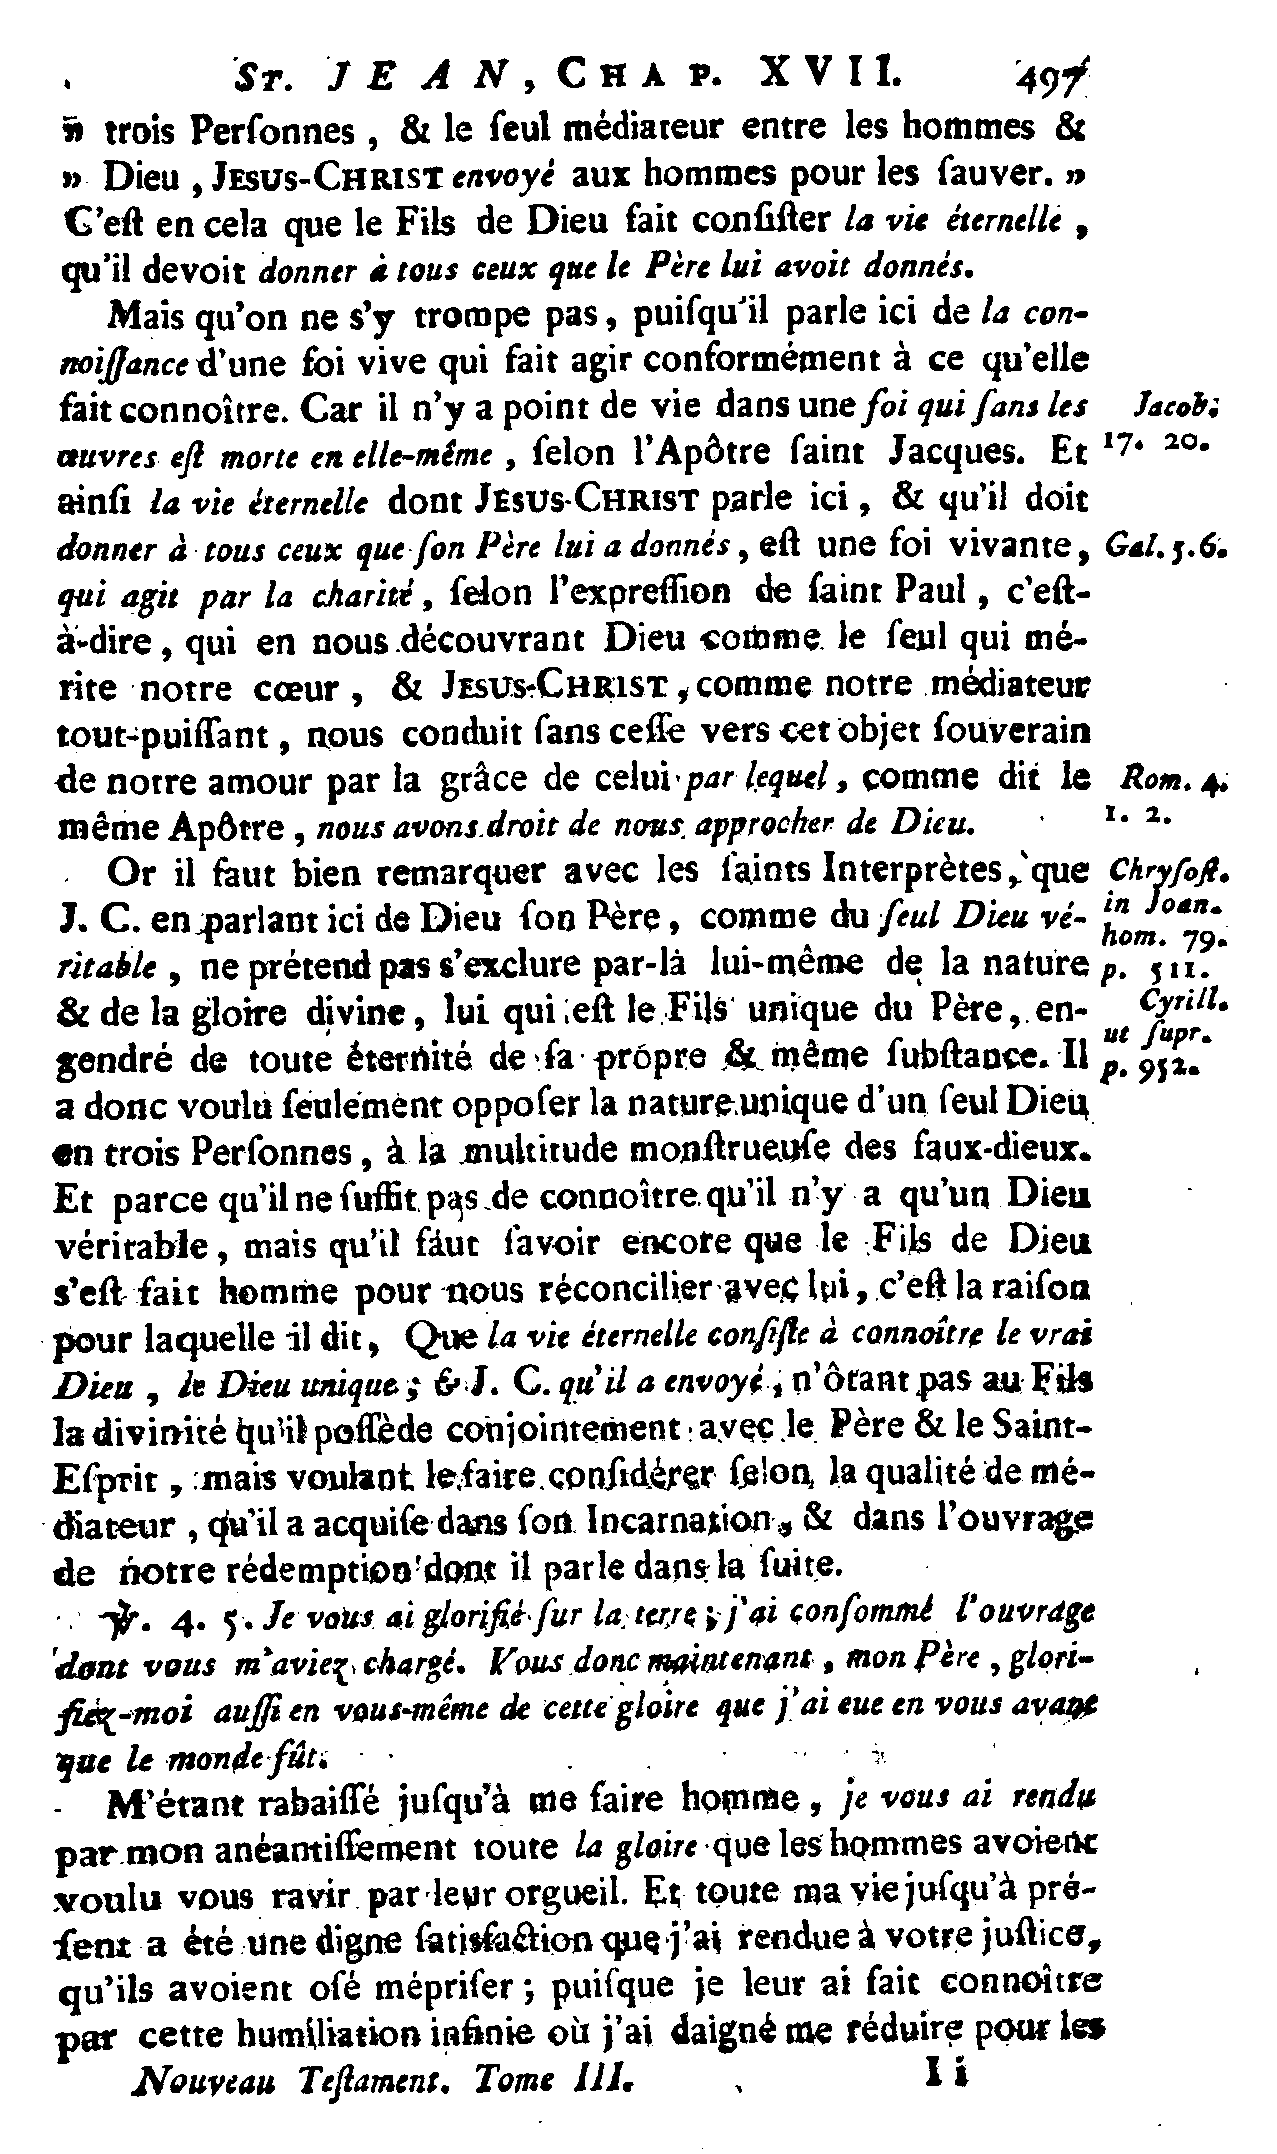 St. JEAN, CHAP. XVII. 497
» trois Perſonnes, & le ſeul médiateur entre les hommes &
» Dieu, JESUS-CHRIST envoyé aux hommes pour les ſauver. »
C'eſt en cela que le Fils de Dieu fait conſiſter la vie éternelle,
qu'il devoit donner à tous ceux que le Père lui avoit donnés.
Mais qu'on ne s'y trompe pas, puiſqu'il parle ici de la con-
noiſſance d'une foi vive qui fait agir conformément à ce qu'elle
fait connoître. Car il n'y a point de vie dans une foi qui ſans les
œuvres eſt morte en elle-même, ſelon l'Apôtre ſaint Jacques. Et
ainſi la vie éternelle dont JESUS-CHRIST parle ici, & qu'il doit
donner à tous ceux que ſon Père lui a donnés, eſt une foi vivante,
qui agit par la charité, ſelon l'expreſſion de ſaint Paul, c'eſt-
à-dire, qui en nous découvrant Dieu comme le ſeul qui mé-
rite notre cœur, & JESUS-CHRIST, comme notre médiateur
tout-puiſſant, nous conduit ſans ceſſe vers cet objet ſouverain
de notre amour par la grâce de celui par lequel, comme dit le
même Apôtre, nous avons droit de nous approcher de Dieu.
Or il faut bien remarquer avec les ſaints Interprètes, que
J. C. en parlant ici de Dieu ſon Père, comme du ſeul Dieu vé-
ritable, ne prétend pas s'exclure par-là lui-même de la nature
& de la gloire divine, lui qui eſt le Fils unique du Père, en-
gendré de toute éternité de ſa propre & même ſubſtance. Il
a donc voulu ſeulement oppoſer la nature unique d'un ſeul Dieu
en trois Perſonnes, à la multitude monſtrueuſe des faux-dieux.
Et parce qu'il ne ſuffit pas de connoître qu'il n'y a qu'un Dieu
véritable, mais qu'il faut ſavoir encore que le Fils de Dieu
s'eſt fait homme pour nous réconcilier avec lui, c'eſt la raiſon
pour laquelle il dit, Que la vie éternelle conſiſte à connoître le vrai
Dieu, le Dieu unique; & J. C. qu'il a envoyé, n'ôtant pas au Fils
la divinité qu'il poſſède conjointement avec le Père & le Saint-
Eſprit, mais voulant le faire conſidérer ſelon la qualité de mé-
diateur, qu'il a acquiſe dans ſon Incarnation, & dans l'ouvrage
de notre rédemption dont il parle dans la ſuite.
℣. 4. 5. Je vous ai glorifié ſur la terre; j'ai conſommé l'ouvrage
dont vous m'aviez chargé. Vous donc maintenant, mon Père, glori-
fiez-moi auſſi en vous-même de cette gloire que j'ai eue en vous avant
que le monde fût.
M'étant rabaiſſé juſqu'à me faire homme, je vous ai rendu
par mon anéantiſſement toute la gloire que les hommes avoient
voulu vous ravir par leur orgueil. Et toute ma vie juſqu'à pré-
ſent a été une digne ſatisfaction que j'ai rendue à votre juſtice,
qu'ils avoient oſé mépriſer; puiſque je leur ai fait connoître
par cette humiliation infinie où j'ai daigné me réduire pour les
Nouveau Teſtament. Tome III. I i
Jacob.
17. 20.
Gal. 5. 6.
Rom. 4.
1. 2.
Chryſoſt.
in Joan.
hom. 79.
p. 511.
Cyrill.
ut ſupr.
p. 952.